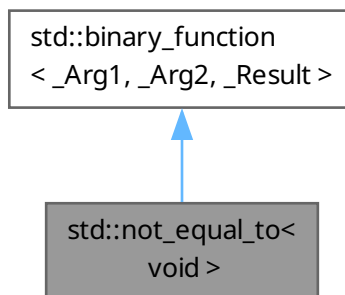 std::binary_function
< _Arg1, _Arg2, _Result >
std::not_equal_to<
void >